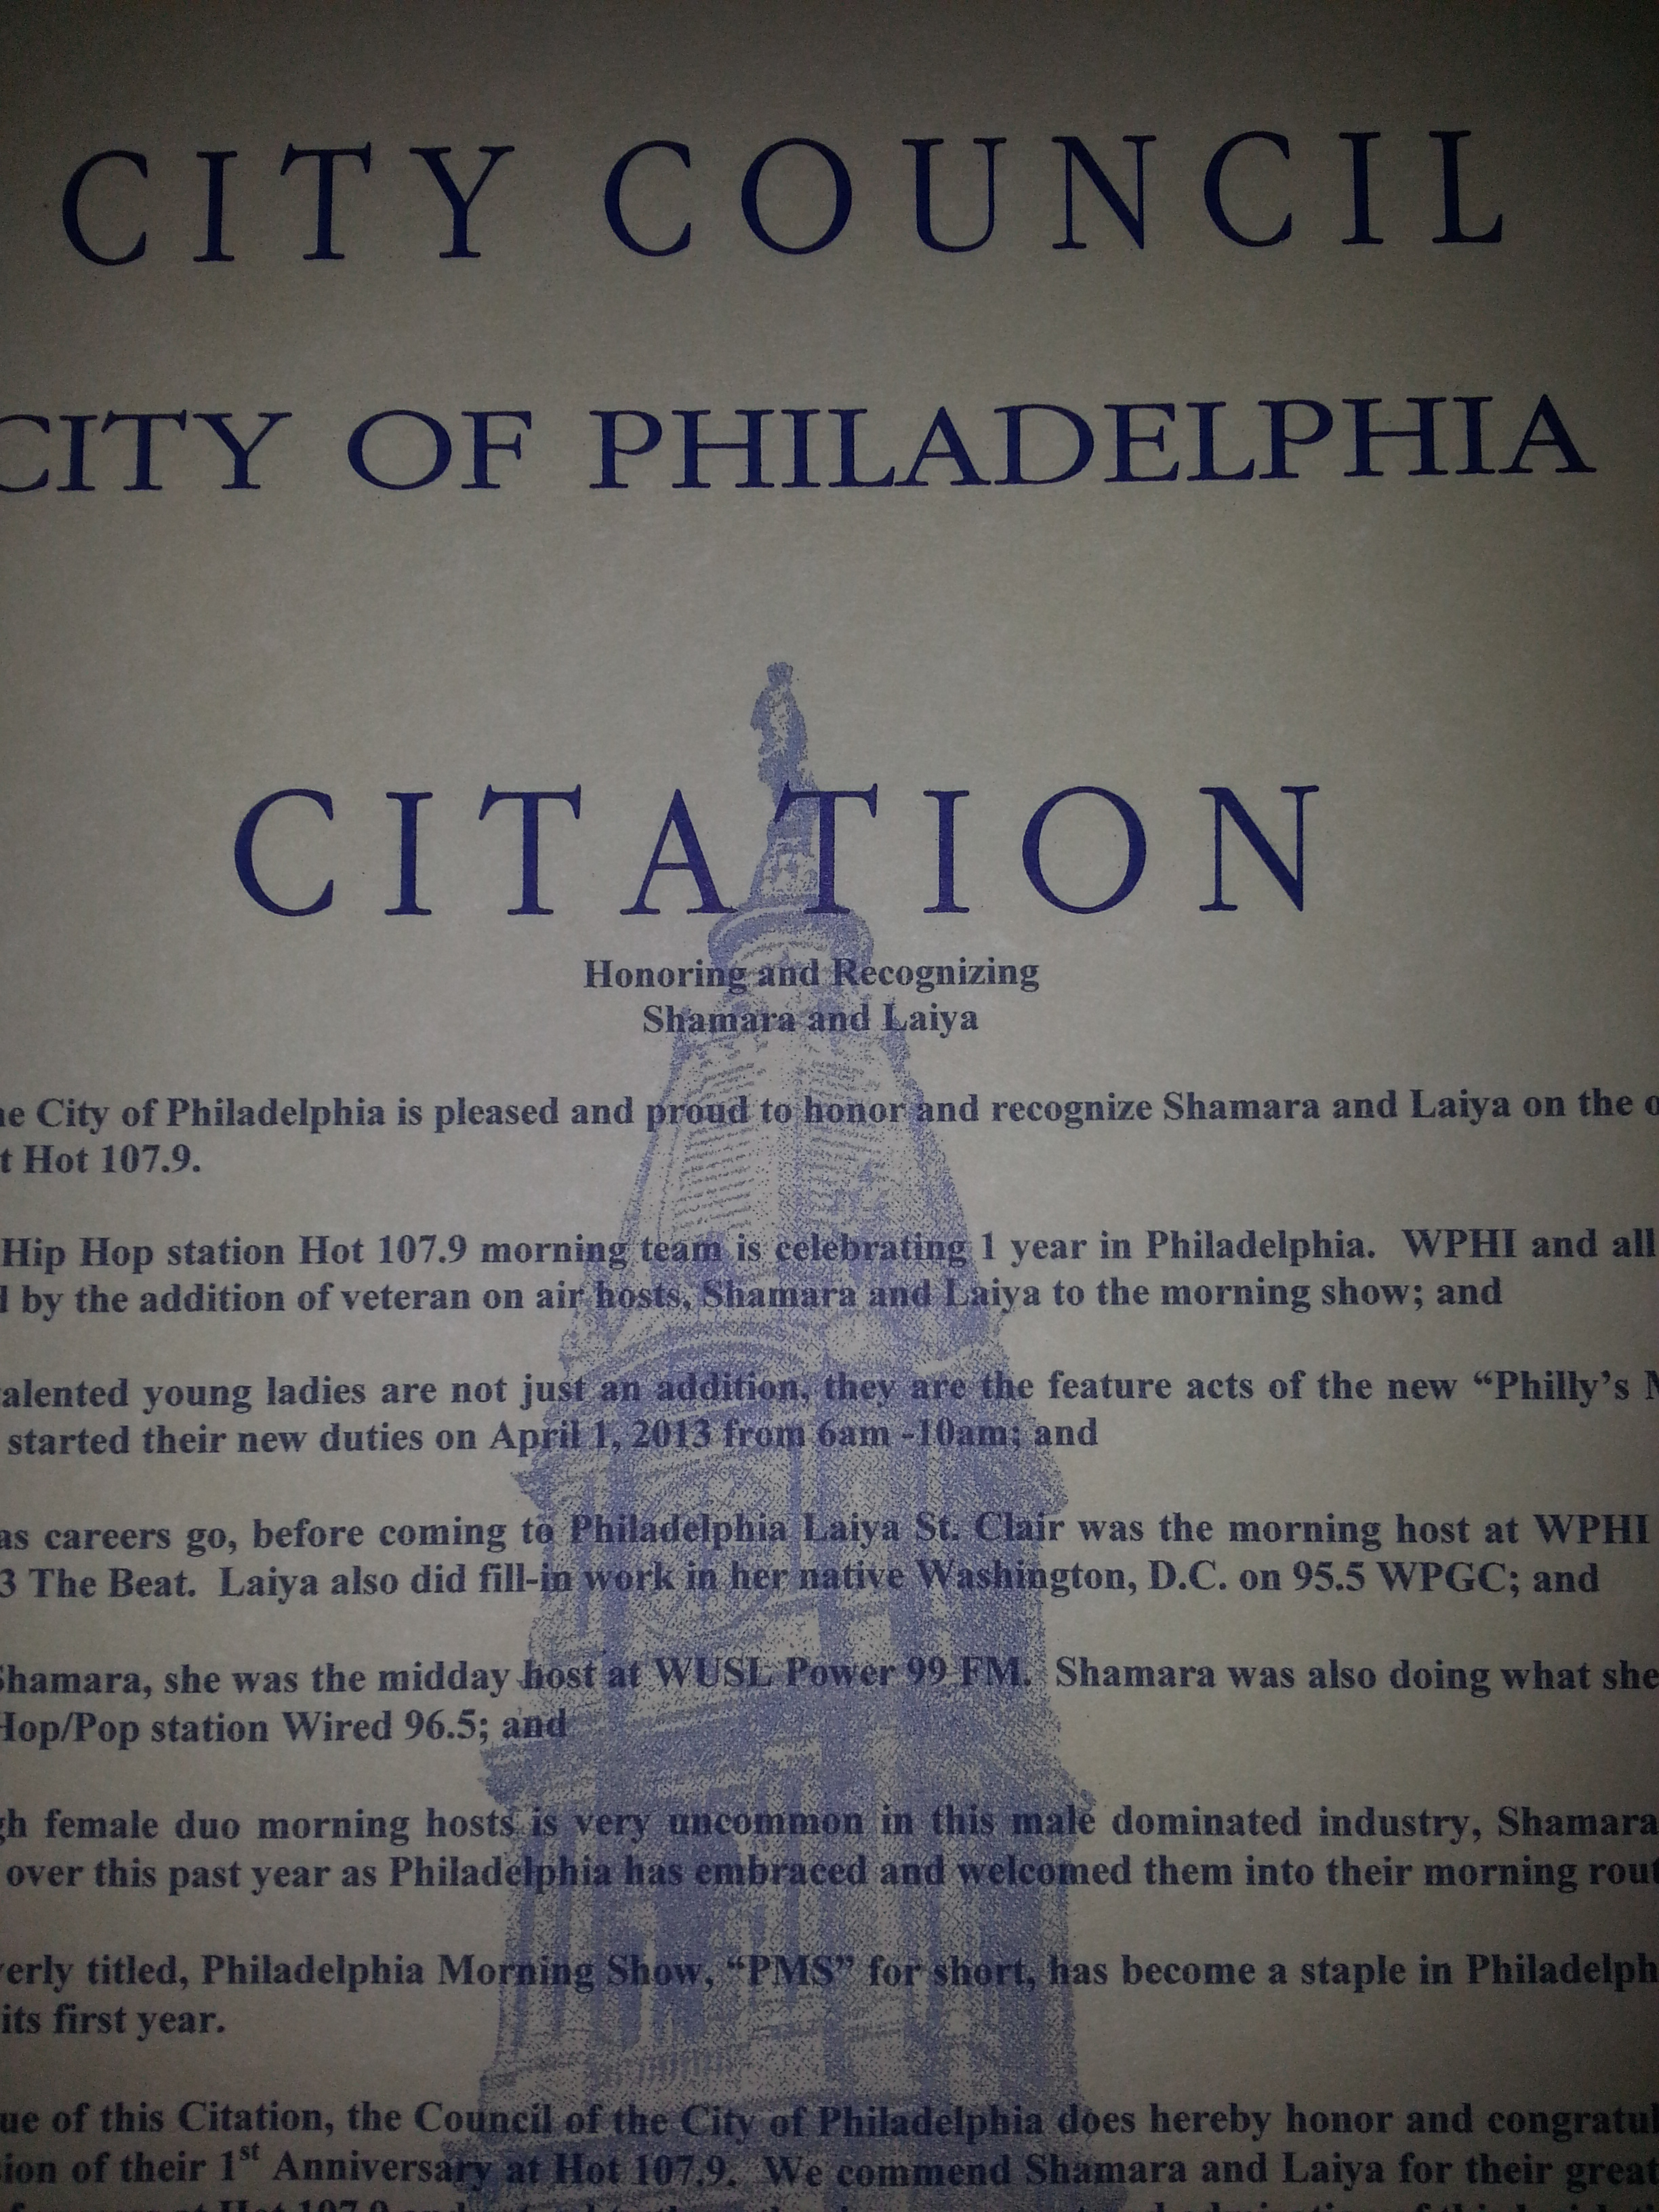 CITY COUNCIL
CITY OF PHILADELPHIA
CITATION
Honoring and Recognizing
Shamara and Laiya
City of Philadelphia is pleased and proud to honor and recognize Shamara and Laiya on the
Hot 107.9.
Hip Hop station Hot 107.9 morning team is celebrating 1 year in Philadelphia. WPHI and all
by the addition of veteran on air hosts, Shamara and Laiya to the morning show; and
alented young ladies are not just an addition, they are the feature acts of the new “Philly’s
started their new duties on April 1, 2013 from 6am -10am; and
as careers go, before coming to Philadelphia Laiya St. Clair was the morning host at WPHI
3 The Beat. Laiya also did fill-in work in her native Washington, D.C. on 95.5 WPGC; and
Shamara, she was the midday host at WUSL Power 99 FM. Shamara was also doing what she
Hop/Pop station Wired 96.5; and
gh female duo morning hosts is very uncommon in this male dominated industry, Shamara
over this past year as Philadelphia has embraced and welcomed them into their morning rou
erly titled, Philadelphia Morning Show, “PMS” for short, has become a staple in Philadelph
its first year.
ue of this Citation, the Council of the City of Philadelphia does hereby honor and congratul
ion of their 1st Anniversary at Hot 107.9. We commend Shamara and Laiya for their great